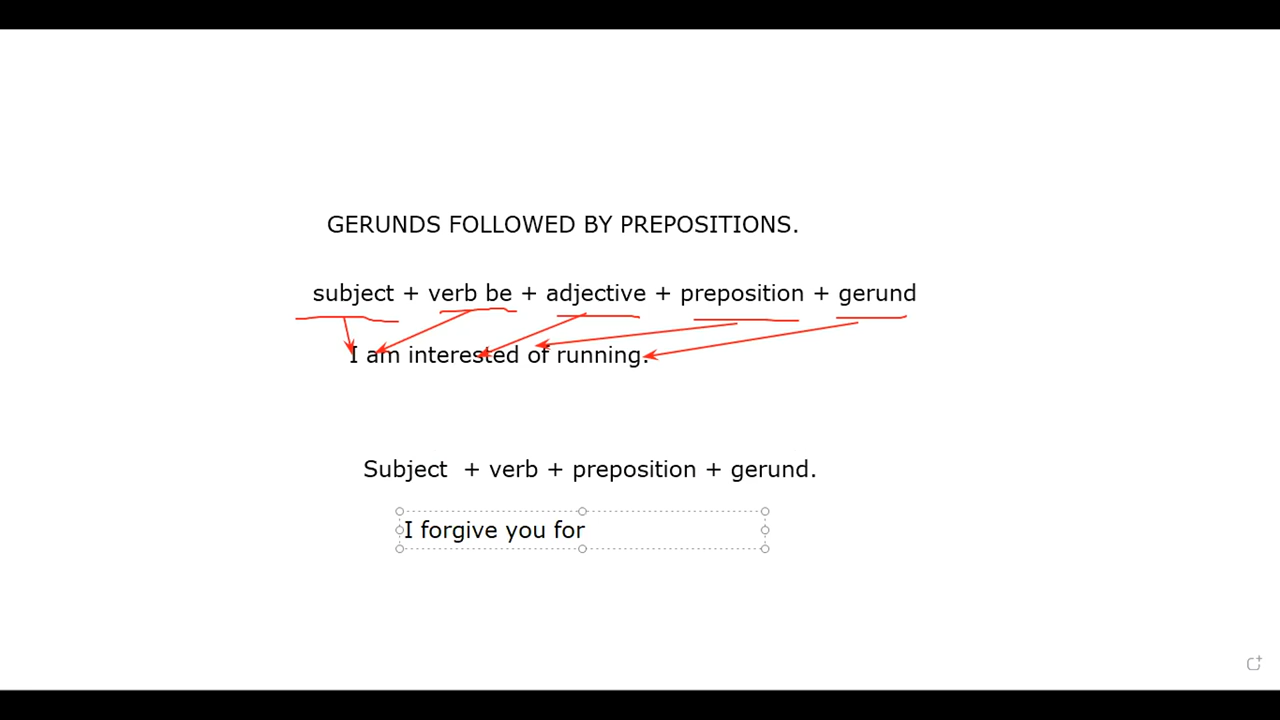 GERUNDS FOLLOWED BY PREPOSITIONS.
subject + verb be + adjective + preposition + gerund
I am interested of running.
Subject + verb + preposition + gerund.
I forgive you for